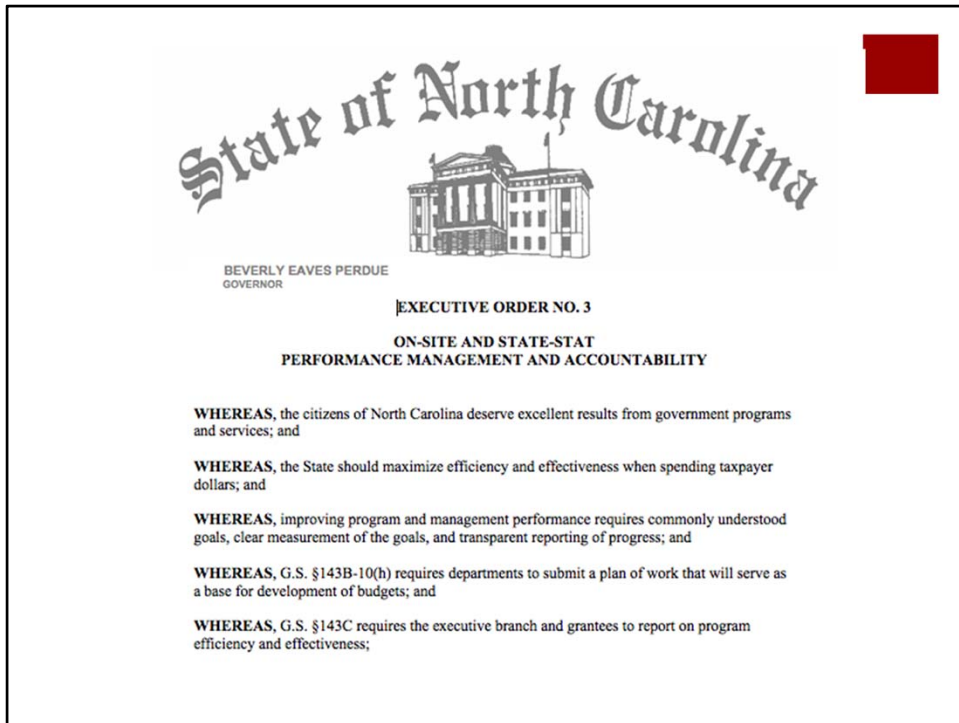 State of North Carolina
BEVERLY EAVES PERDUE
GOVERNOR
EXECUTIVE ORDER NO. 3
ON-SITE AND STATE-STAT
PERFORMANCE MANAGEMENT AND ACCOUNTABILITY
WHEREAS, the citizens of North Carolina deserve excellent results from government programs
and services; and
WHEREAS, the State should maximize efficiency and effectiveness when spending taxpayer
dollars; and
WHEREAS, improving program and management performance requires commonly understood
goals, clear measurement of the goals, and transparent reporting of progress; and
WHEREAS, G.S. §143B-10(h) requires departments to submit a plan of work that will serve as
a base for development of budgets; and
WHEREAS, G.S. §143C requires the executive branch and grantees to report on program
efficiency and effectiveness;